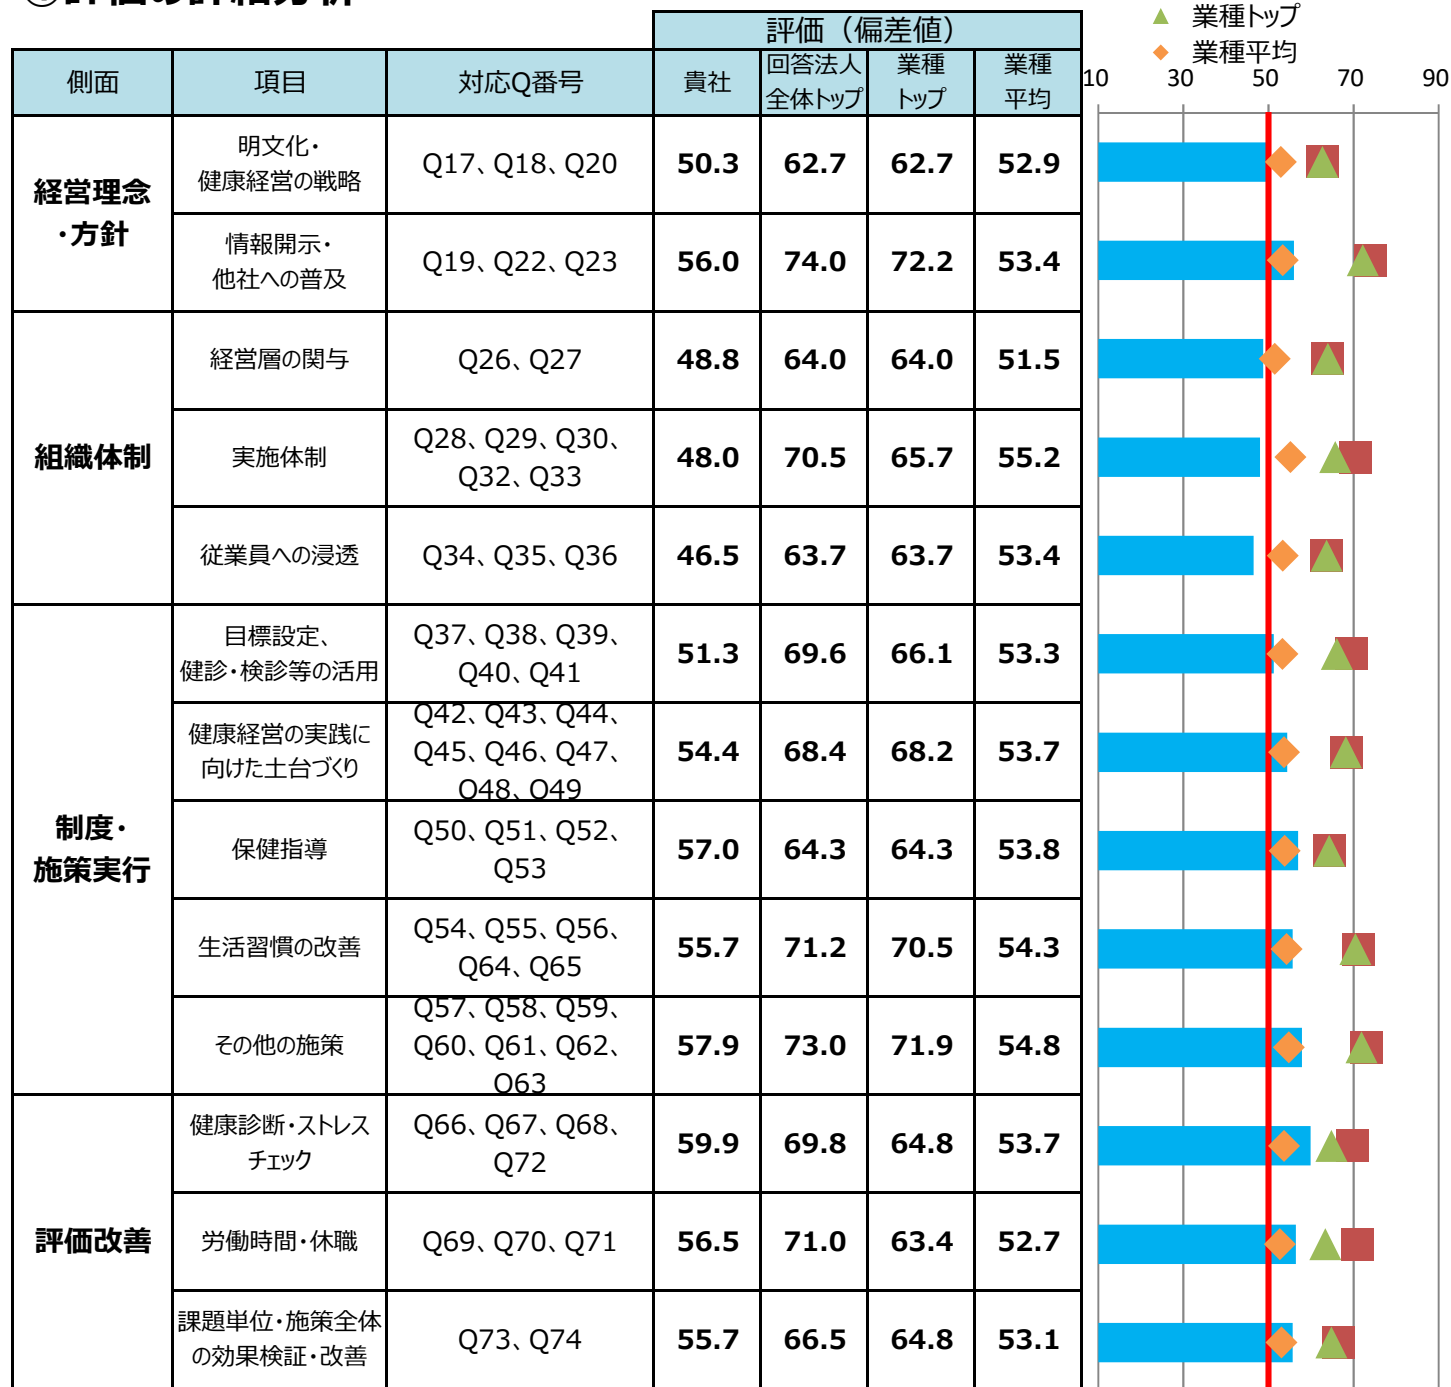 評価（偏差値）
▲ 業種トップ
◆ 業種平均
側面 項目 対応Q番号 貴社 回答法人 業種 業種
全体トップ トップ 平均
10 30 50 70 90
経営理念
・方針
明文化・
健康経営の戦略
Q17、Q18、Q20 50.3 62.7 62.7 52.9
情報開示・
他社への普及
Q19、Q22、Q23 56.0 74.0 72.2 53.4
組織体制
経営層の関与 Q26、Q27 48.8 64.0 64.0 51.5
実施体制
Q28、Q29、Q30、
Q32、Q33
48.0 70.5 65.7 55.2
従業員への浸透 Q34、Q35、Q36 46.5 63.7 63.7 53.4
制度・
施策実行
目標設定、
健診・検診等の活用
Q37、Q38、Q39、
Q40、Q41
51.3 69.6 66.1 53.3
健康経営の実践に
向けた土台づくり
Q42、Q43、Q44、
Q45、Q46、Q47、
Q48、Q49
54.4 68.4 68.2 53.7
保健指導
Q50、Q51、Q52、
Q53
57.0 64.3 64.3 53.8
生活習慣の改善
Q54、Q55、Q56、
Q64、Q65
55.7 71.2 70.5 54.3
その他の施策
Q57、Q58、Q59、
Q60、Q61、Q62、
Q63
57.9 73.0 71.9 54.8
評価改善
健康診断・ストレス
チェック
Q66、Q67、Q68、
Q72
59.9 69.8 64.8 53.7
労働時間・休職 Q69、Q70、Q71 56.5 71.0 63.4 52.7
課題単位・施策全体
の効果検証・改善
Q73、Q74 55.7 66.5 64.8 53.1